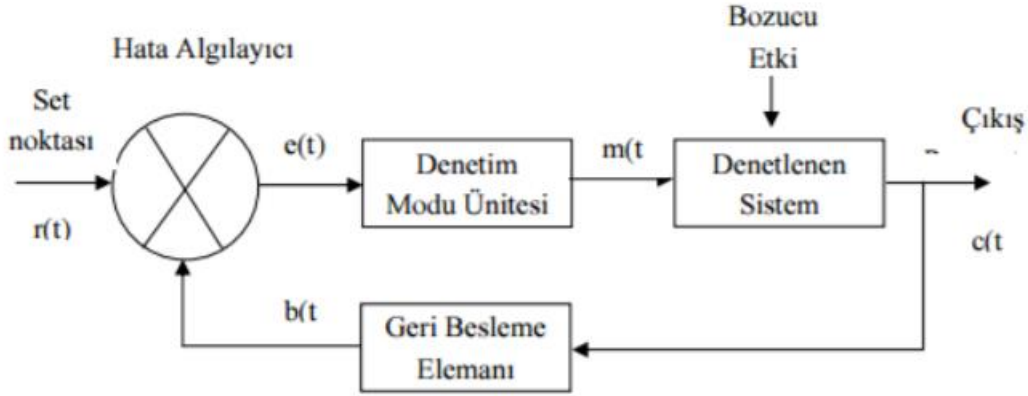 Hata Algılayıcı
Bozucu
Etki
Set
noktası
r(t)
e(t)
Denetim
Modu Ünitesi
m(t
Denetlenen
Sistem
Çıkış
c(t
b(t
Geri Besleme
Elemanı